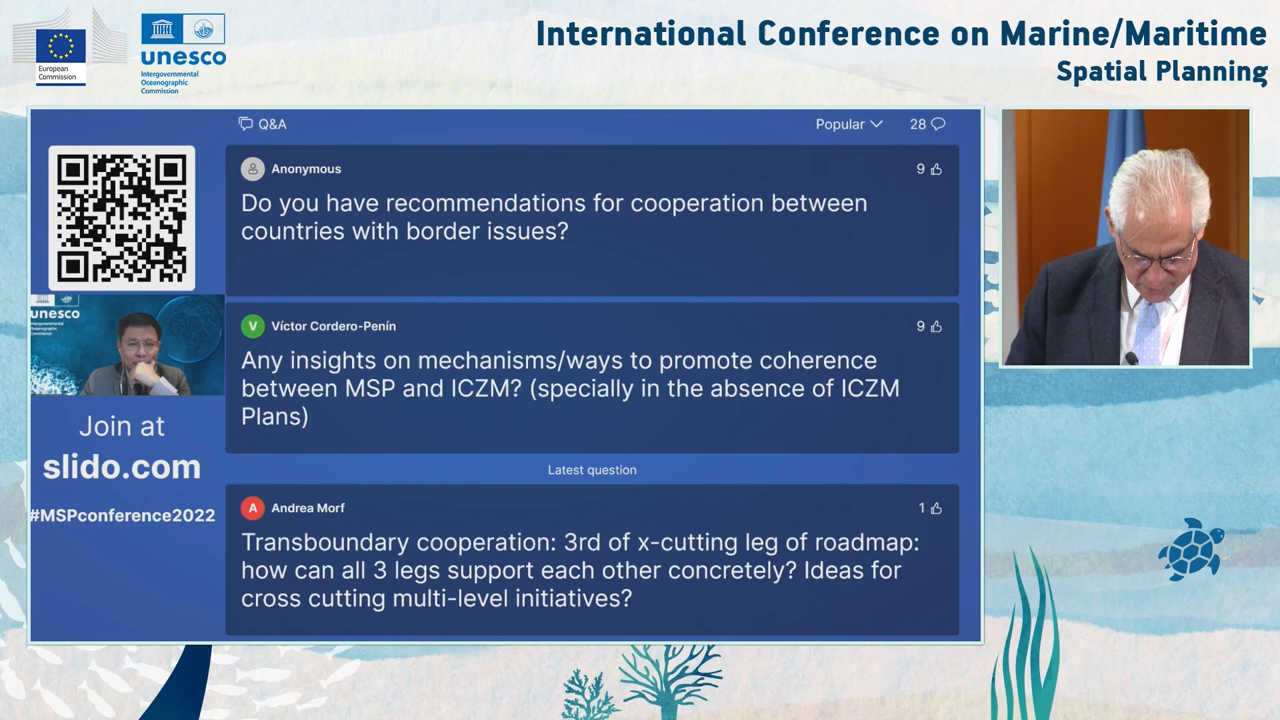 European
Commission
unesco
Intergovernmental
Oceanographic
Commission
International Conference on Marine/Maritime
Spatial Planning
Q&A
Popular
28
Anonymous
9
Do you have recommendations for cooperation between
countries with border issues?
V
Víctor Cordero-Penín
9
Any insights on mechanisms/ways to promote coherence
between MSP and ICZM? (specially in the absence of ICZM
Plans)
Latest question
A
Andrea Morf
1
Transboundary cooperation: 3rd of x-cutting leg of roadmap:
how can all 3 legs support each other concretely? Ideas for
cross cutting multi-level initiatives?
unesco
Intergovernmental
Oceanographic
Commission
Join at
slido.com
#MSPconference2022